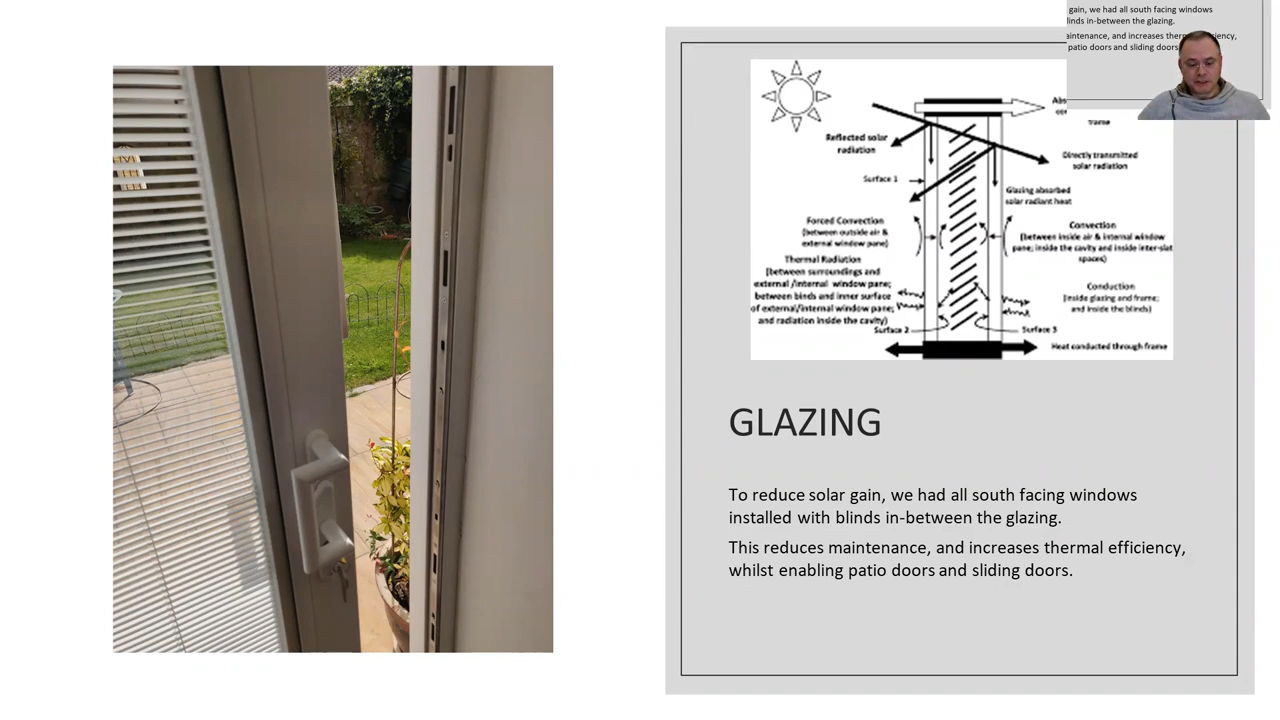 gain, we had all south facing windows
linds in-between the glazing.
aintenance, and increases thermal efficiency,
patio doors and sliding doors
Reflected solar
radiation
frame
Directly transmitted
solar radiation
Surface 1
Glazing absorbed
solar radiant heat
Forced Convection
(between outside air &
external window pane)
Convection
(between inside air & internal window
pane; inside the cavity and inside inter-slat
spaces)
Thermal Radiation
(between surroundings and
external /internal window pane;
between binds and inner surface
of external/internal window pane;
and radiation inside the cavity)
Conduction
(inside glazing and frame;
and inside the blinds)
Surface 2
Surface 3
Heat conducted through frame
GLAZING
To reduce solar gain, we had all south facing windows
installed with blinds in-between the glazing.
This reduces maintenance, and increases thermal efficiency,
whilst enabling patio doors and sliding doors.